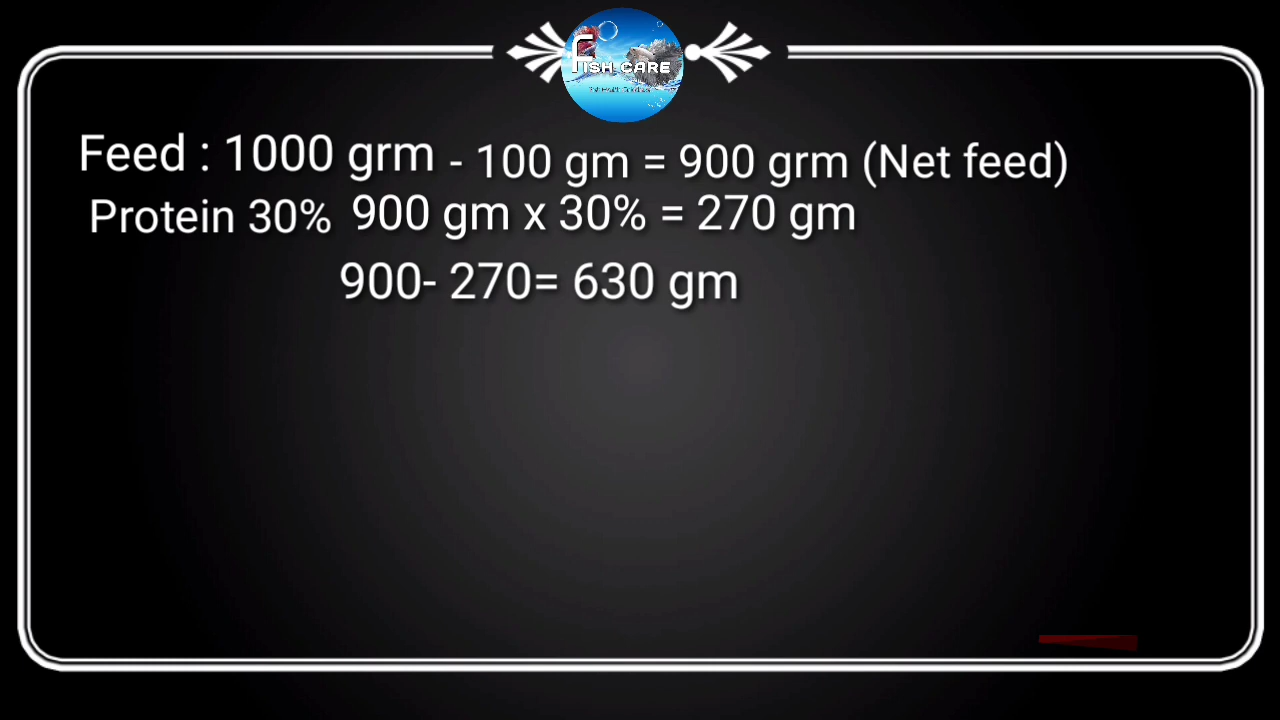 FISH CARE
Feed : 1000 grm - 100 gm = 900 grm (Net feed)
Protein 30% 900 gm x 30% = 270 gm
900- 270= 630 gm